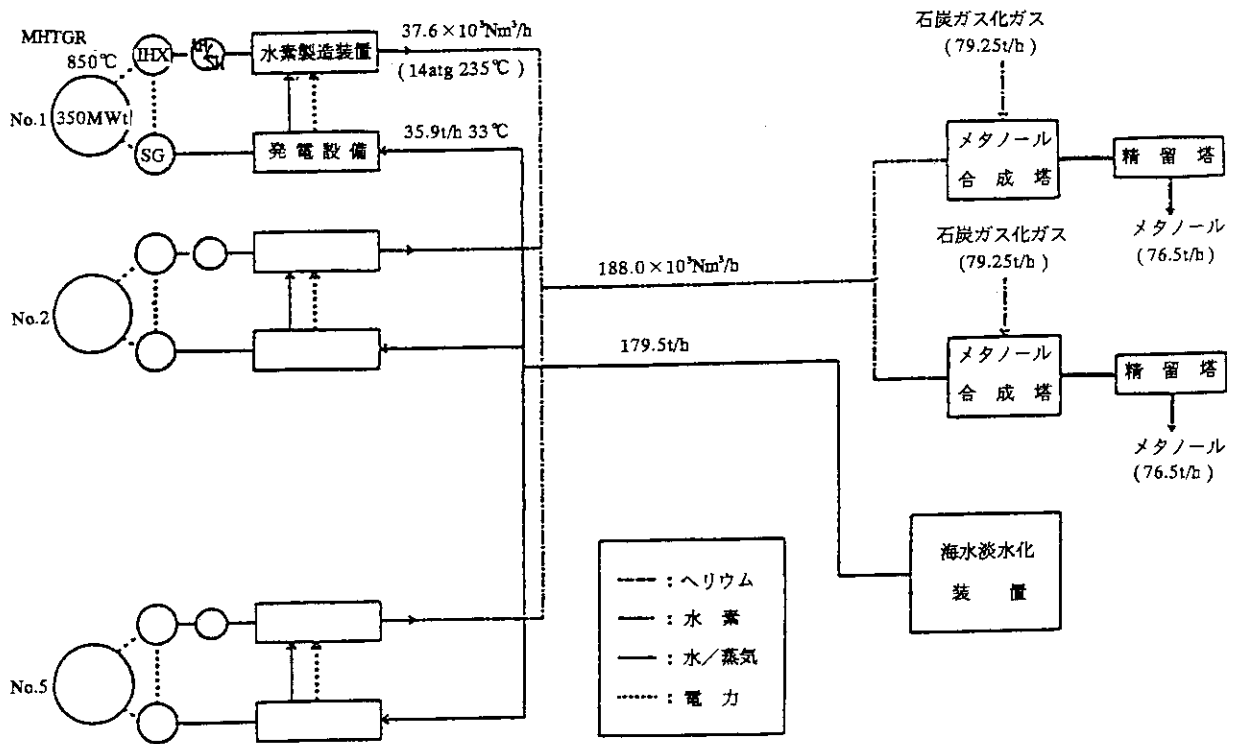 MHTGR
850℃
No.1
350MWt
IHX
SH
SG
水素製造装置
発電設備
37.6×10³Nm³/h
(14atg 235℃)
35.9t/h 33℃
No.2
No.5
188.0×10³Nm³/h
179.5t/h
石炭ガス化ガス
(79.25t/h)
メタノール
合成塔
精留塔
メタノール
(76.5t/h)
石炭ガス化ガス
(79.25t/h)
メタノール
合成塔
精留塔
メタノール
(76.5t/h)
海水淡水化
装置
:ヘリウム
:水素
:水/蒸気
:電力